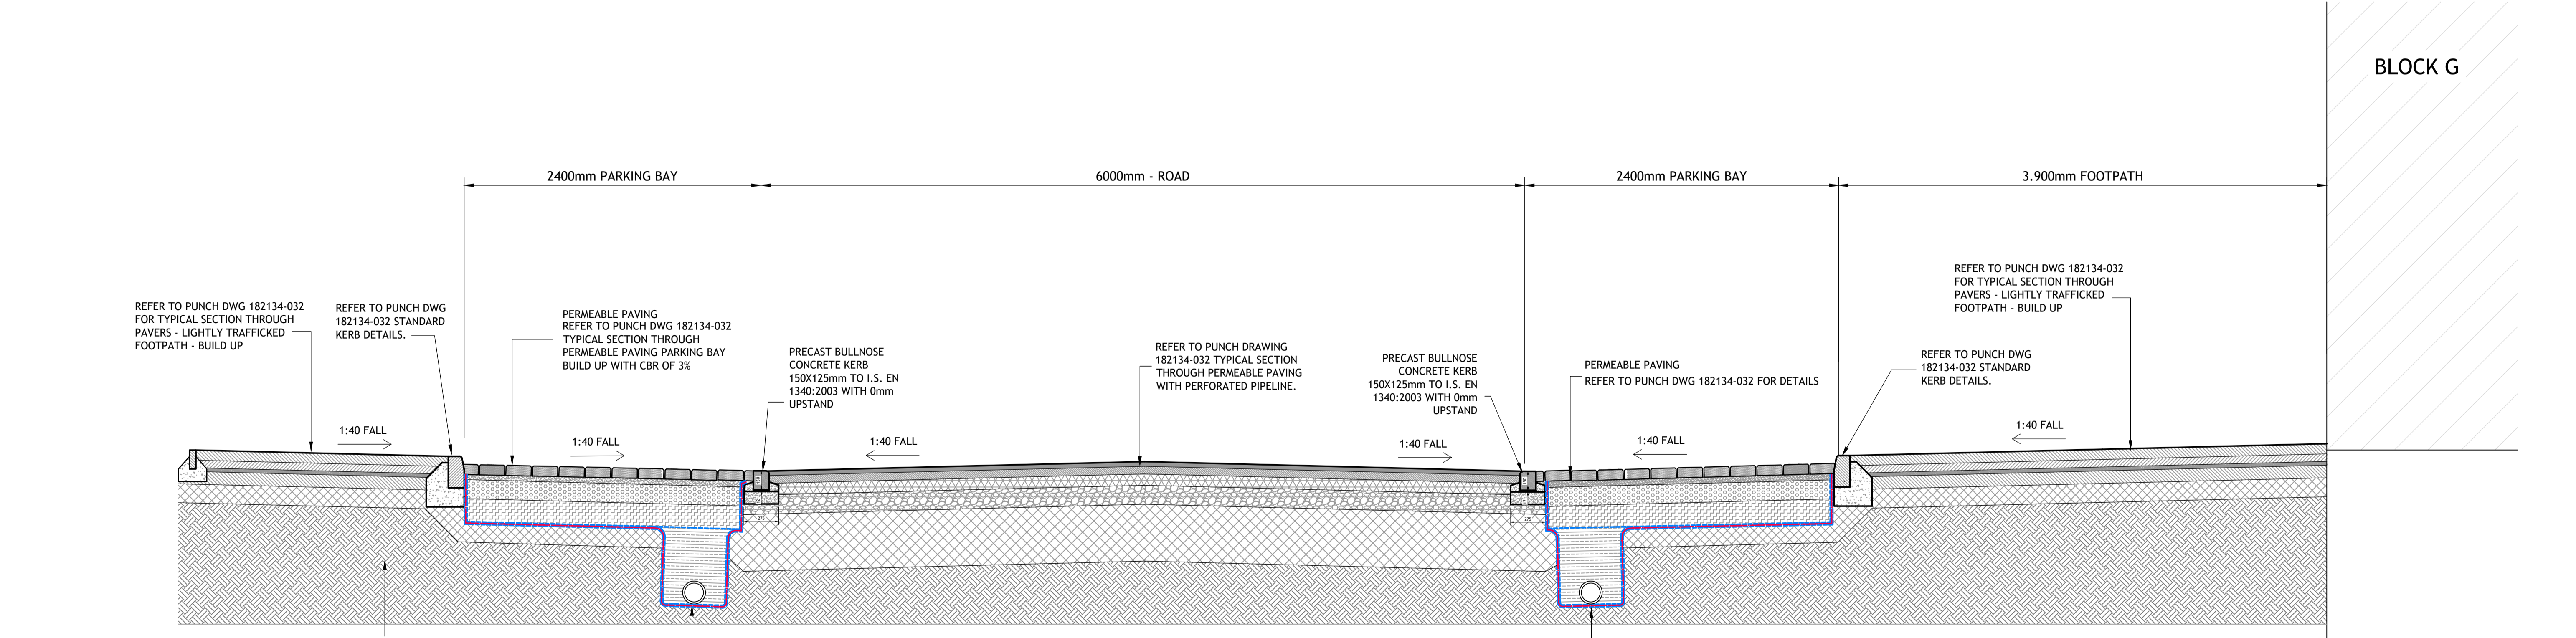 BLOCK G
2400mm PARKING BAY
6000mm - ROAD
2400mm PARKING BAY
3.900mm FOOTPATH
REFER TO PUNCH DWG 182134-032
FOR TYPICAL SECTION THROUGH
PAVERS - LIGHTLY TRAFFICKED
FOOTPATH - BUILD UP
REFER TO PUNCH DWG
182134-032 STANDARD
KERB DETAILS.
PERMEABLE PAVING
REFER TO PUNCH DWG 182134-032
TYPICAL SECTION THROUGH
PERMEABLE PAVING PARKING BAY
BUILD UP WITH CBR OF 3%
PRECAST BULLNOSE
CONCRETE KERB
150X125mm TO I.S. EN
1340:2003 WITH 0mm
UPSTAND
REFER TO PUNCH DRAWING
182134-032 TYPICAL SECTION
THROUGH PERMEABLE PAVING
WITH PERFORATED PIPELINE.
PRECAST BULLNOSE
CONCRETE KERB
150X125mm TO I.S. EN
1340:2003 WITH 0mm
UPSTAND
PERMEABLE PAVING
REFER TO PUNCH DWG 182134-032 FOR DETAILS
REFER TO PUNCH DWG
182134-032 STANDARD
KERB DETAILS.
REFER TO PUNCH DWG 182134-032
FOR TYPICAL SECTION THROUGH
PAVERS - LIGHTLY TRAFFICKED
FOOTPATH - BUILD UP
1:40 FALL
1:40 FALL
1:40 FALL
1:40 FALL
1:40 FALL
1:40 FALL
275